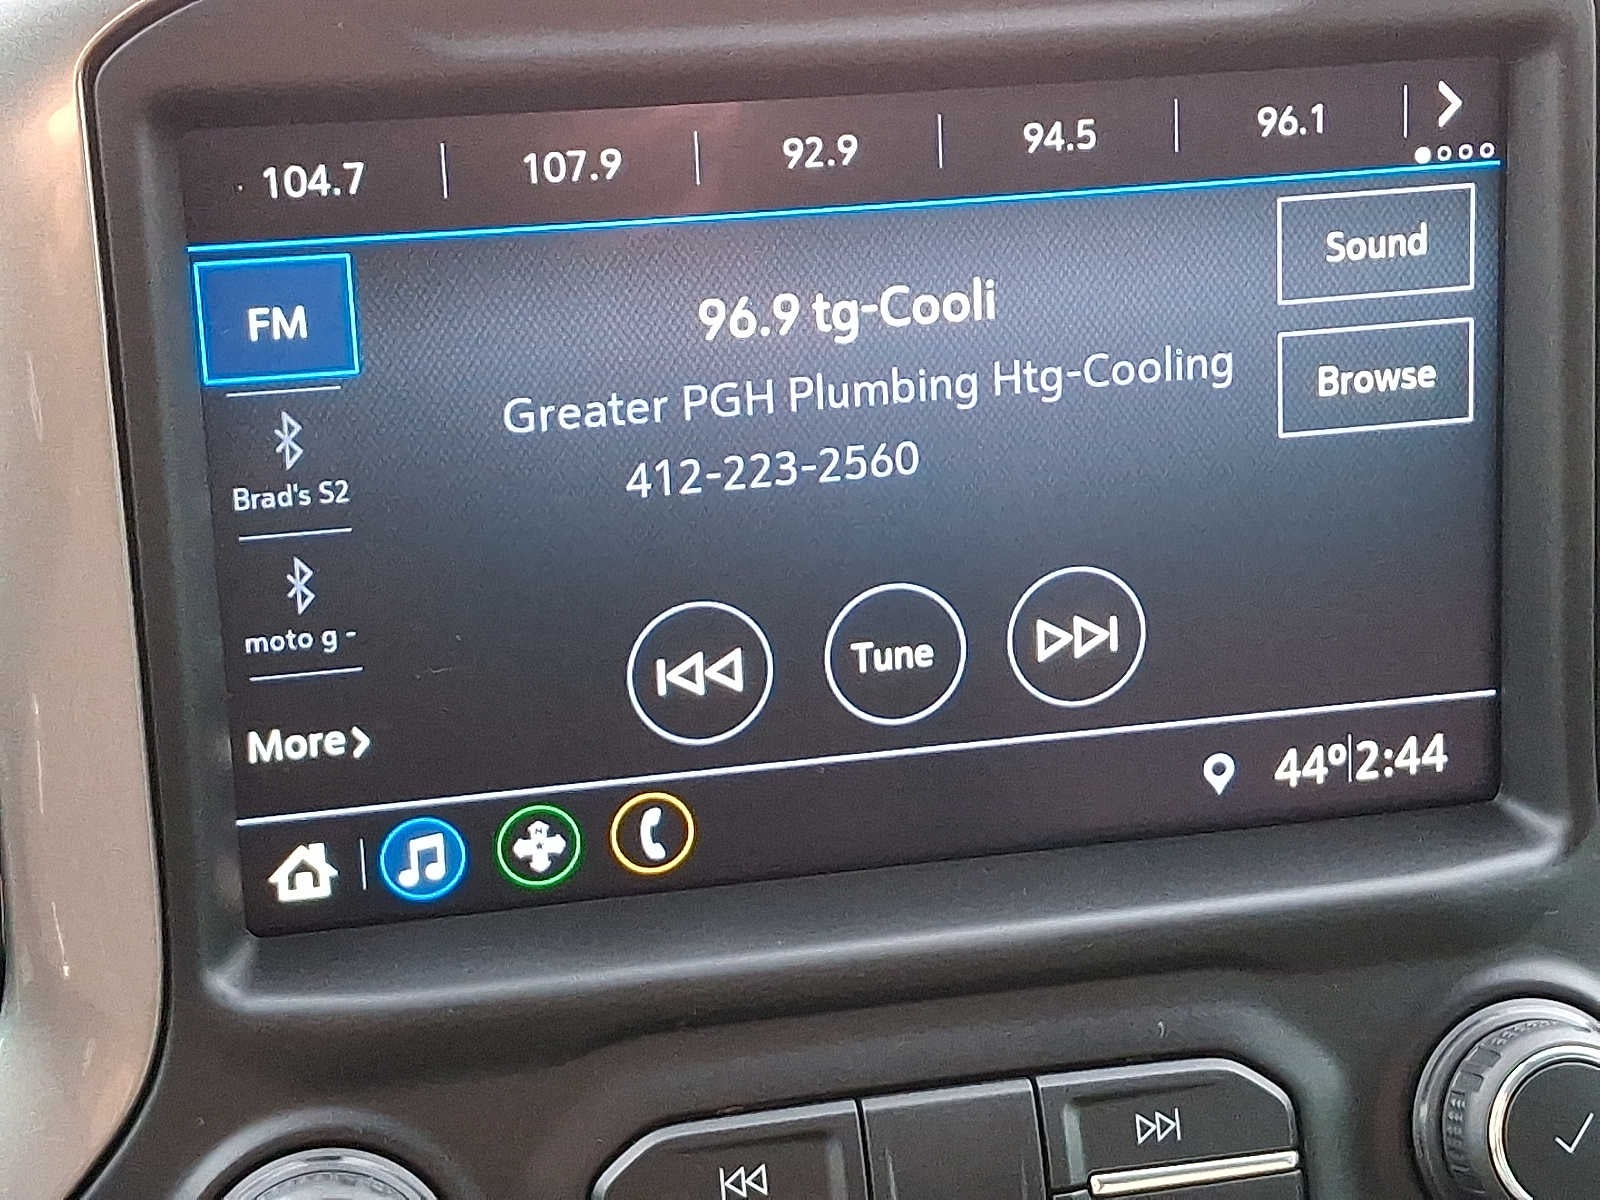 104.7 107.9 92.9 94.5 96.1
FM
96.9 tg-Cooli
Sound
Greater PGH Plumbing Htg-Cooling
Browse
412-223-2560
Brad's S2
moto g -
Tune
More
44° 2:44
N